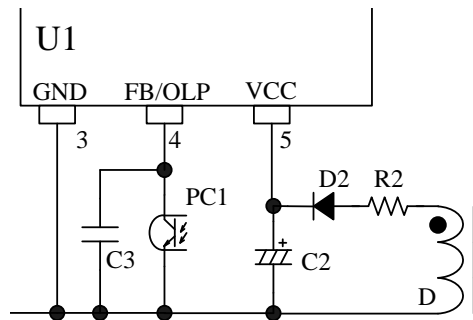 U1
GND FB/OLP VCC
3 4 5
D2 R2
PC1
C3 C2
D